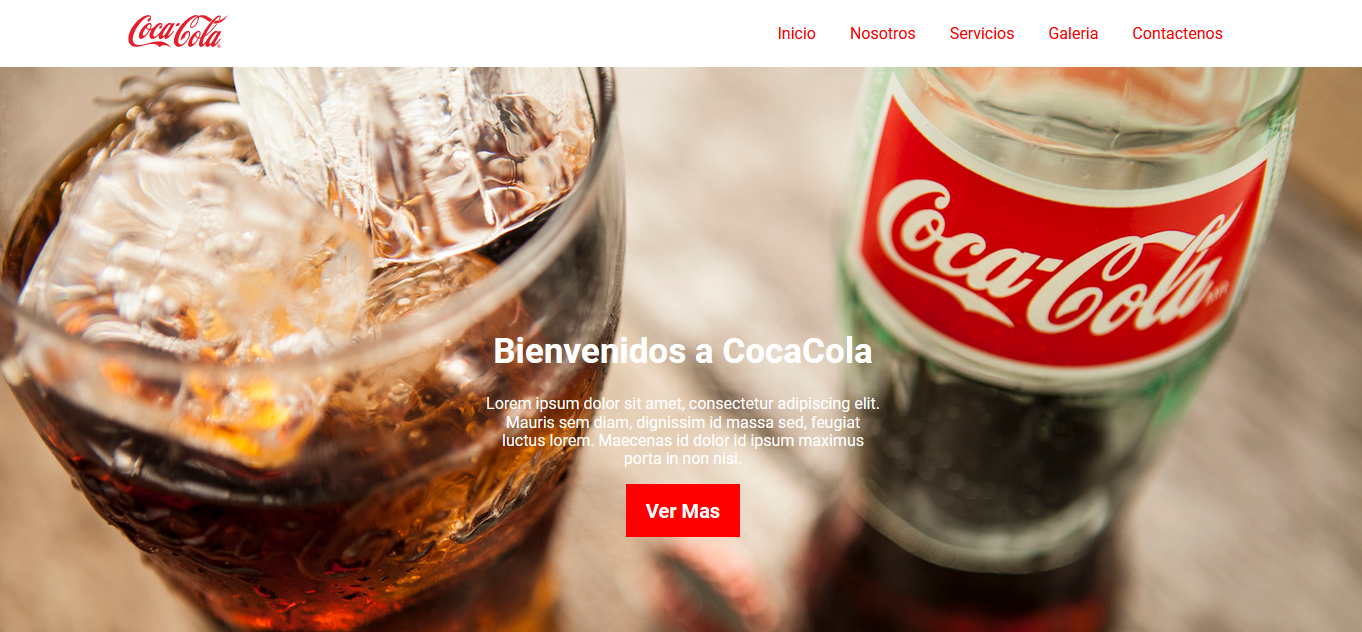 Coca-Cola
Inicio Nosotros Servicios Galeria Contactenos
Coca-Cola
Bienvenidos a CocaCola
Lorem ipsum dolor sit amet, consectetur adipiscing elit.
Mauris sem diam, dignissim id massa sed, feugiat
luctus lorem. Maecenas id dolor id ipsum maximus
porta in non nisi.
Ver Mas